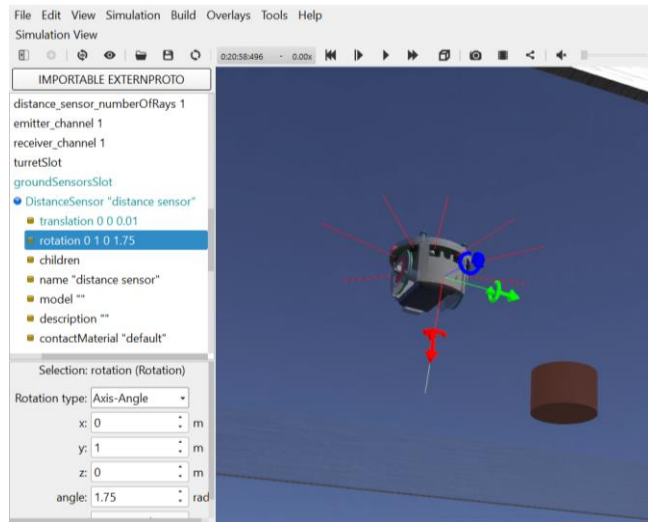 File Edit View Simulation Build Overlays Tools Help
Simulation View
0:20:58:496 - 0.00x
IMPORTABLE EXTERNPROTO
distance_sensor_numberOfRays 1
emitter_channel 1
receiver_channel 1
turretSlot
groundSensorsSlot
DistanceSensor "distance sensor"
translation 0 0 0.01
rotation 0 1 0 1.75
children
name "distance sensor"
model ""
description ""
contactMaterial "default"
Selection: rotation (Rotation)
Rotation type: Axis-Angle
x: 0 m
y: 1 m
z: 0 m
angle: 1.75 rad